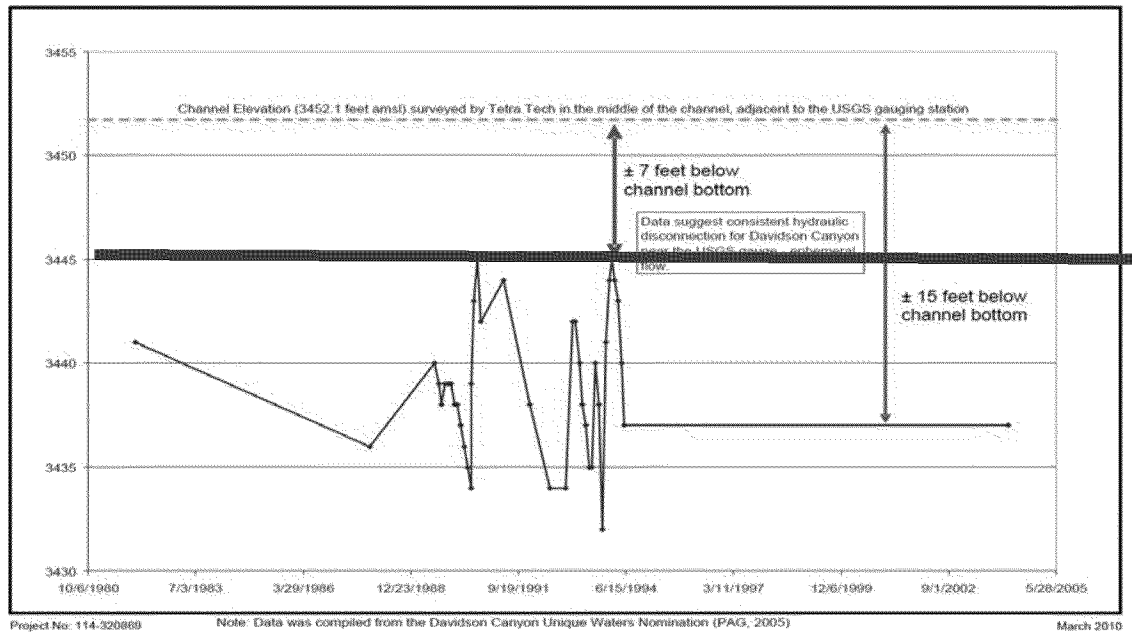 3455
Channel Elevation (3452.1 feet amsl) surveyed by Tetra Tech in the middle of the channel, adjacent to the USGS gauging station
3450
± 7 feet below
channel bottom
Data suggest consistent hydraulic
disconnection for Davidson Canyon
near the USGS gauge - ephemeral
flow.
3445
± 15 feet below
channel bottom
3440
3435
3430
10/6/1980
7/3/1983
3/29/1986
12/23/1988
9/19/1991
6/15/1994
3/11/1997
12/6/1999
9/1/2002
5/28/2005
Project No: 114-320869
Note: Data was compiled from the Davidson Canyon Unique Waters Nomination (PAG, 2005)
March 2010